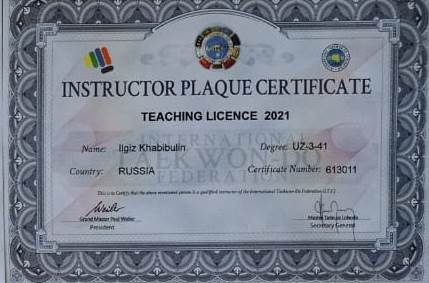 INSTRUCTOR PLAQUE CERTIFICATE
TEACHING LICENCE 2021
INTERNATIONAL
TAEKWON-DO
FEDERATION
Name: Ilgiz Khabibulin Degree: UZ-3-41
Country: RUSSIA Certificate Number: 613011
This is to Certify that the above mentioned person is a qualified instructor of the International Taekwon-Do Federation (I.T.F.)
Grand Master Paul Weiler
President
Secretary General